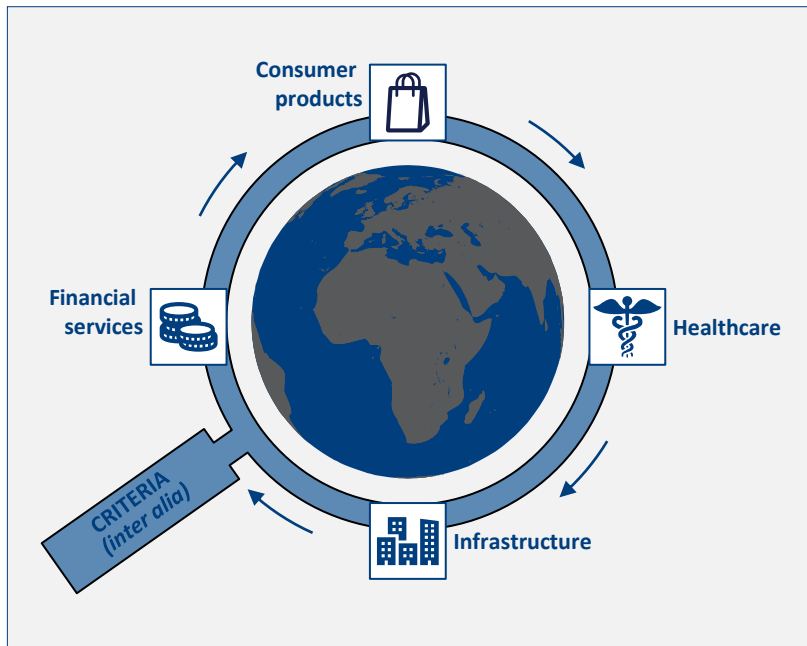 Consumer
products
Financial
services
Healthcare
CRITERIA
(inter alia)
Infrastructure